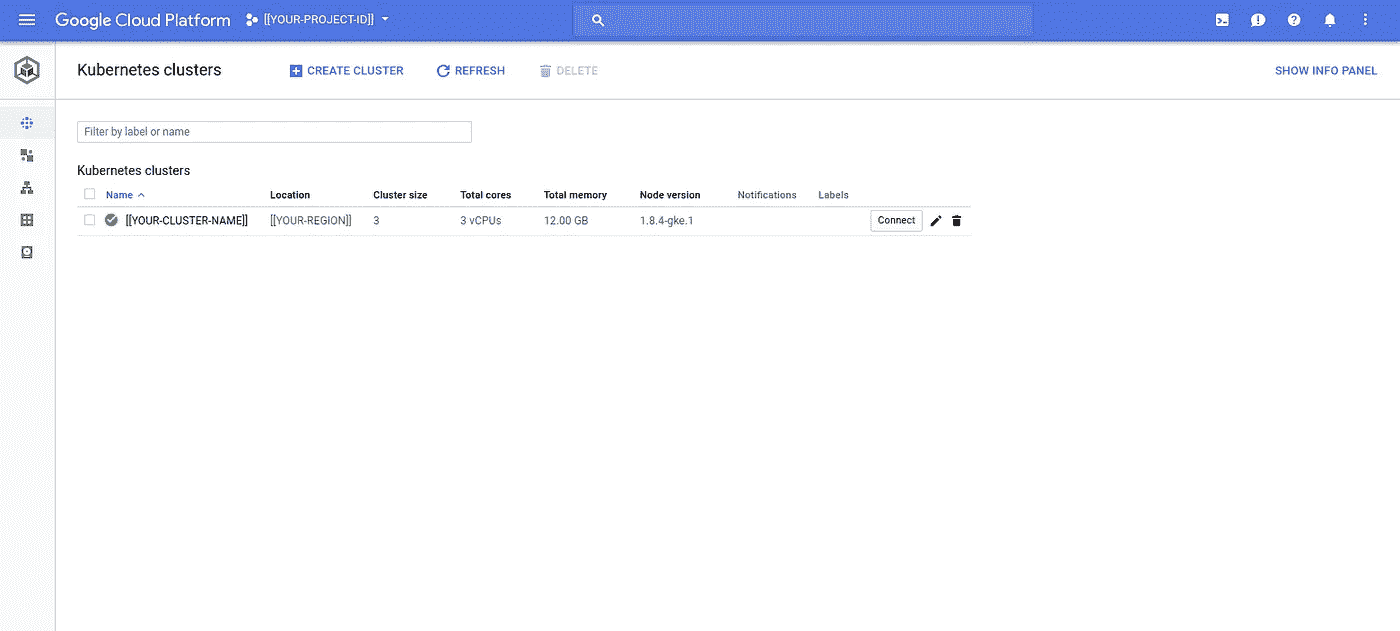 Google Cloud Platform [[YOUR-PROJECT-ID]]
Kubernetes clusters CREATE CLUSTER REFRESH DELETE SHOW INFO PANEL
Filter by label or name
Kubernetes clusters
Name Location Cluster size Total cores Total memory Node version Notifications Labels
[[YOUR-CLUSTER-NAME]] [[YOUR-REGION]] 3 3 vCPUs 12.00 GB 1.8.4-gke.1 Connect